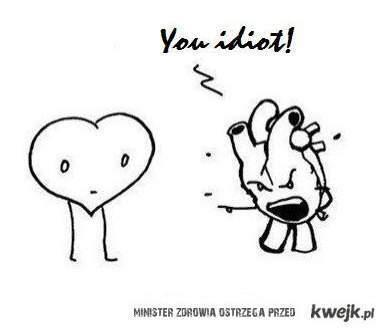 You idiot!
MINISTER ZDROWIA OSTRZEGA PRZED kwejk.pl